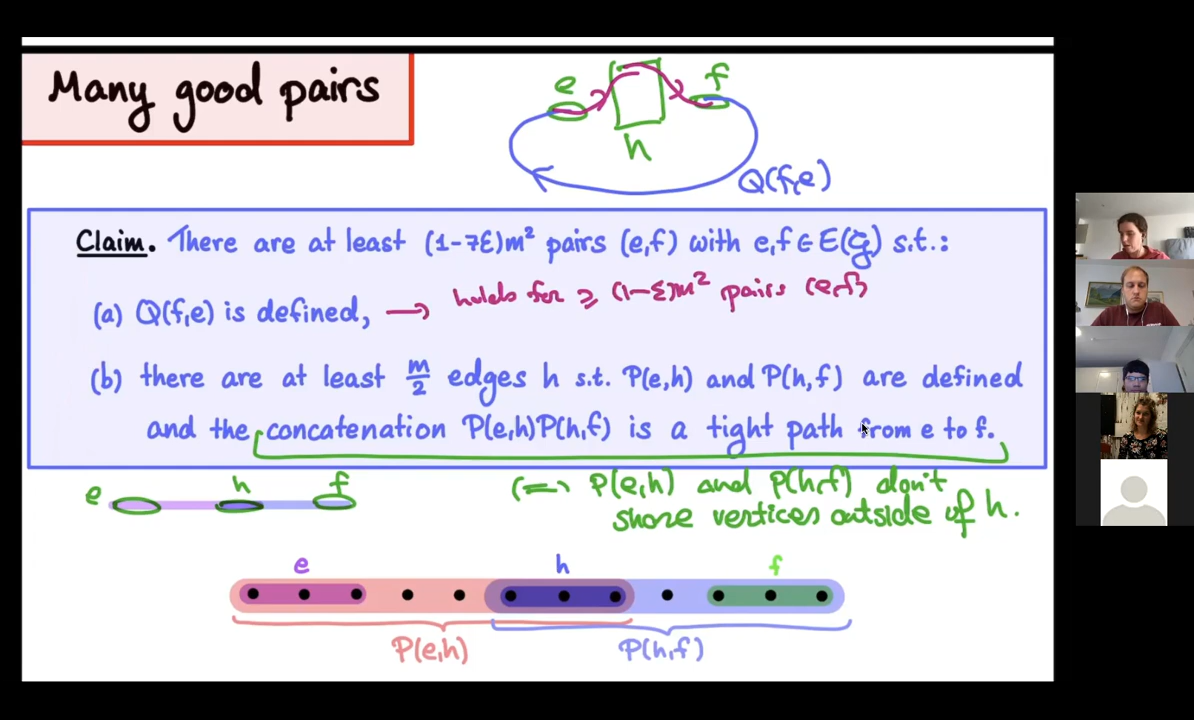 Many good pairs
e
f
h
Q(f,e)
Claim. There are at least (1-7ε)m² pairs (e,f) with e,f ∈ E(G) s.t.:
(a) Q(f,e) is defined, → holds for ≥ (1-ε)m² pairs (e,f)
(b) there are at least m/2 edges h s.t. P(e,h) and P(h,f) are defined
and the concatenation P(e,h)P(h,f) is a tight path from e to f.
e h f
(⇔) P(e,h) and P(h,f) don't
share vertices outside of h.
e h f
P(e,h) P(h,f)